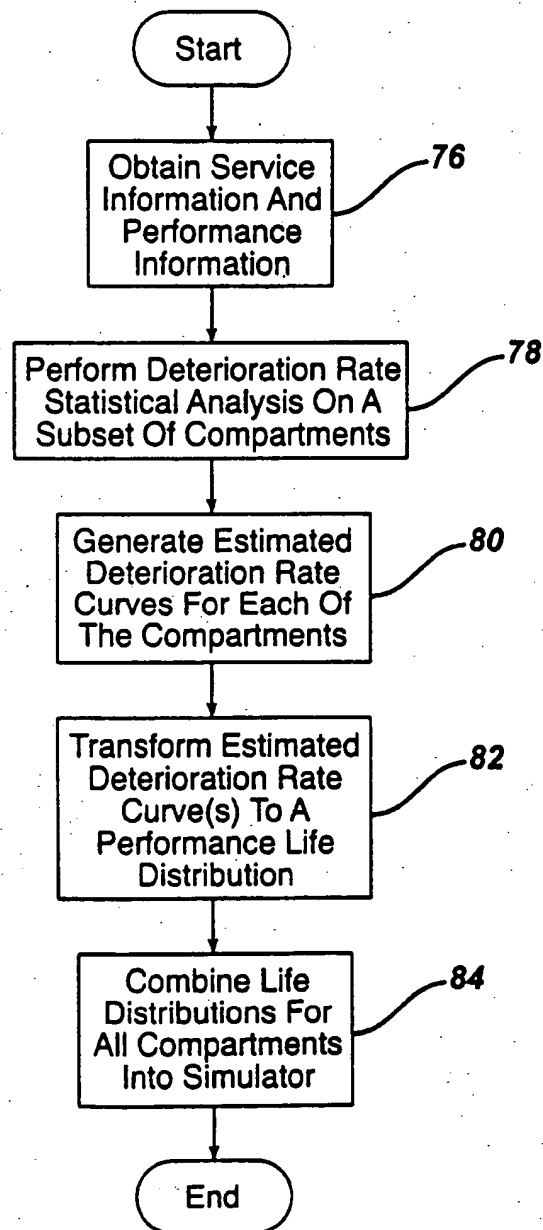 Start
Obtain Service
Information And
Performance
Information
76
Perform Deterioration Rate
Statistical Analysis On A
Subset Of Compartments
78
Generate Estimated
Deterioration Rate
Curves For Each Of
The Compartments
80
Transform Estimated
Deterioration Rate
Curve(s) To A
Performance Life
Distribution
82
Combine Life
Distributions For
All Compartments
Into Simulator
84
End